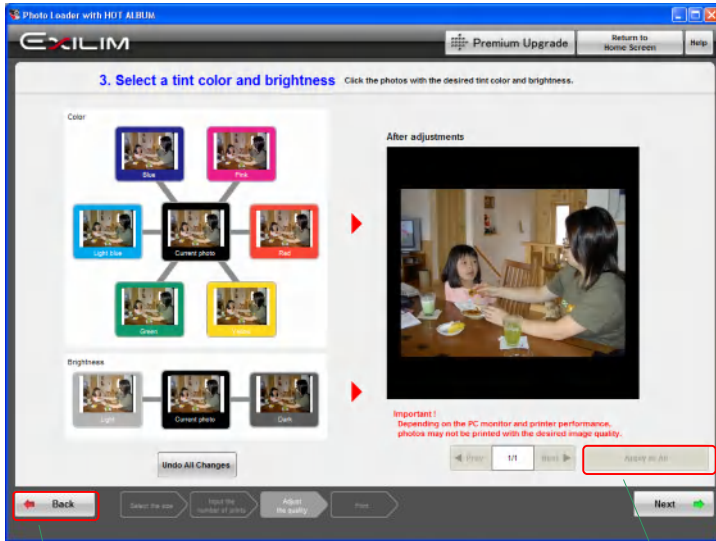 Photo Loader with HOT ALBUM
EXILIM
Premium Upgrade
Return to
Home Screen
Help
3. Select a tint color and brightness
Click the photos with the desired tint color and brightness.
Color
Blue
Pink
Light blue
Current photo
Red
Green
Yellow
Brightness
Light
Current photo
Dark
Undo All Changes
After adjustments
Important !
Depending on the PC monitor and printer performance,
photos may not be printed with the desired image quality.
Prev
1/1
Next
Apply to All
Back
Select the size
Input the
number of prints
Adjust
the quality
Print
Next